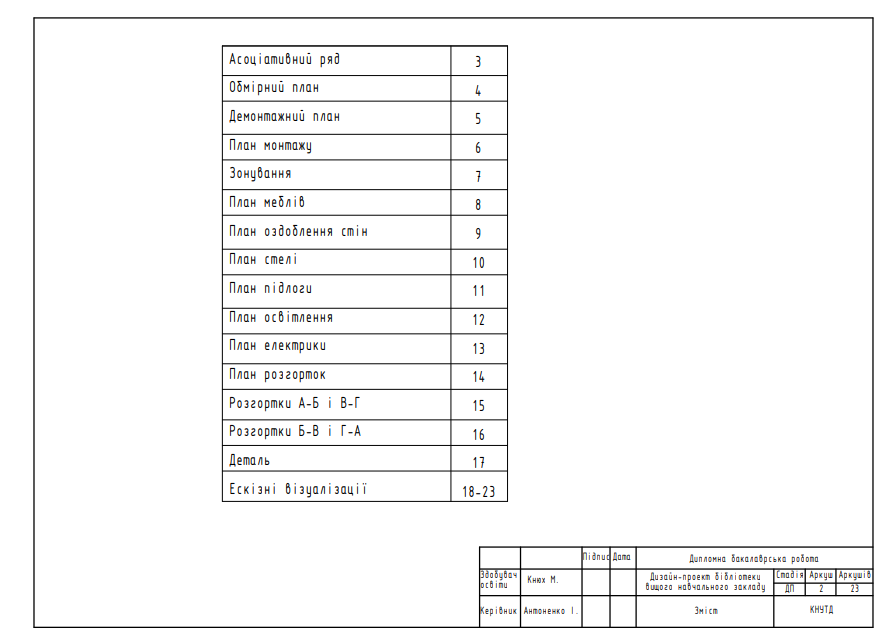 Асоціативний ряд 3
Обмірний план 4
Демонтажний план 5
План монтажу 6
Зонування 7
План меблів 8
План оздоблення стін 9
План стелі 10
План підлоги 11
План освітлення 12
План електрики 13
План розгорток 14
Розгортки А-Б і В-Г 15
Розгортки Б-В і Г-А 16
Деталь 17
Ескізні візуалізації 18-23
Підпис Дата Дипломна бакалаврська робота
Здобувач освіти Кнюх М. Дизайн-проект бібліотеки вищого навчального закладу Стадія Аркуш Аркушів
ДП 2 23
Керівник Антоненко І. Зміст КНУТД